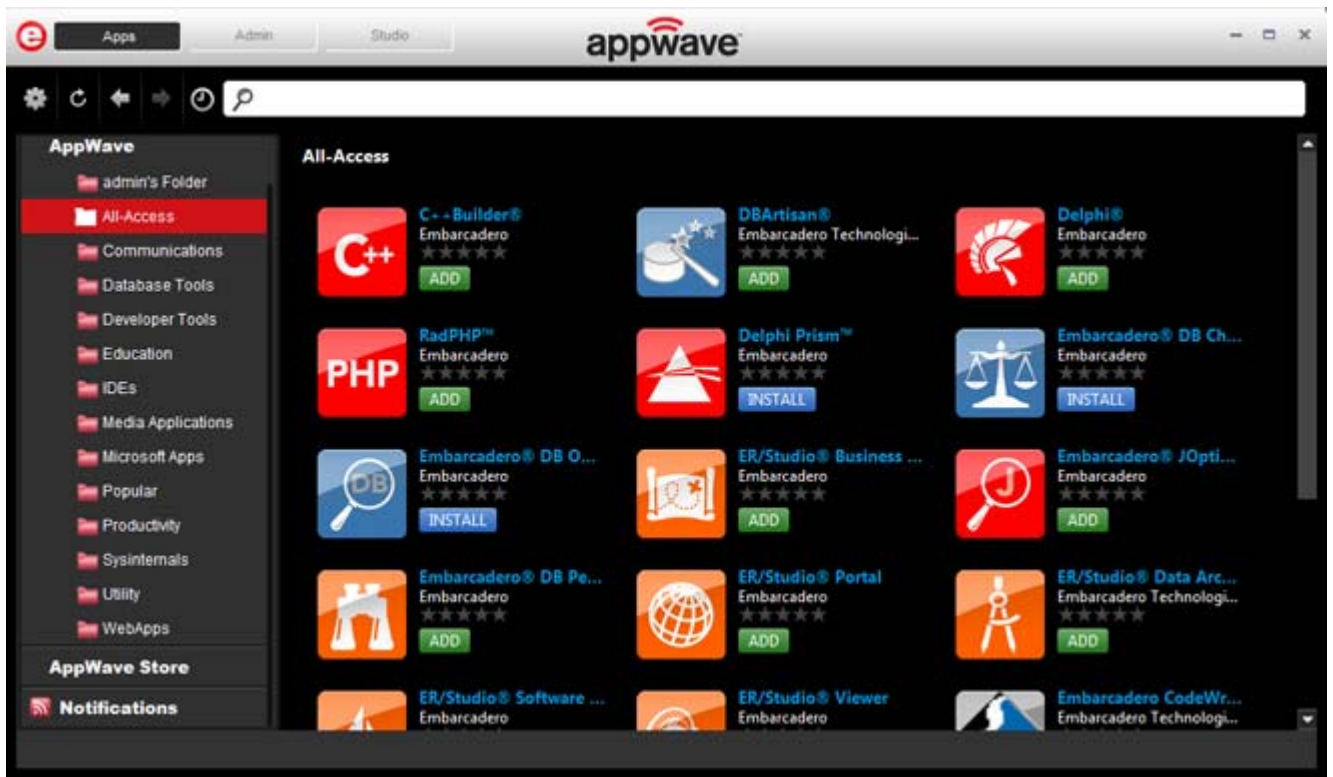 Apps
Admin
Studio
appwave
AppWave
admin's Folder
All-Access
Communications
Database Tools
Developer Tools
Education
IDEs
Media Applications
Microsoft Apps
Popular
Productivity
Sysinternals
Utility
WebApps
AppWave Store
Notifications
All-Access
C++
C++Builder®
Embarcadero
ADD
DBArtisan®
Embarcadero Technologi...
ADD
Delphi®
Embarcadero
ADD
PHP
RadPHP™
Embarcadero
ADD
Delphi Prism™
Embarcadero
INSTALL
Embarcadero® DB Ch...
Embarcadero
INSTALL
DB
Embarcadero® DB O...
Embarcadero
INSTALL
ER/Studio® Business ...
Embarcadero
ADD
J
Embarcadero® JOpti...
Embarcadero
ADD
Embarcadero® DB Pe...
Embarcadero
ADD
ER/Studio® Portal
Embarcadero
ADD
ER/Studio® Data Arc...
Embarcadero Technologi...
ADD
ER/Studio® Software ...
Embarcadero
ER/Studio® Viewer
Embarcadero
Embarcadero CodeWr...
Embarcadero Technologi...